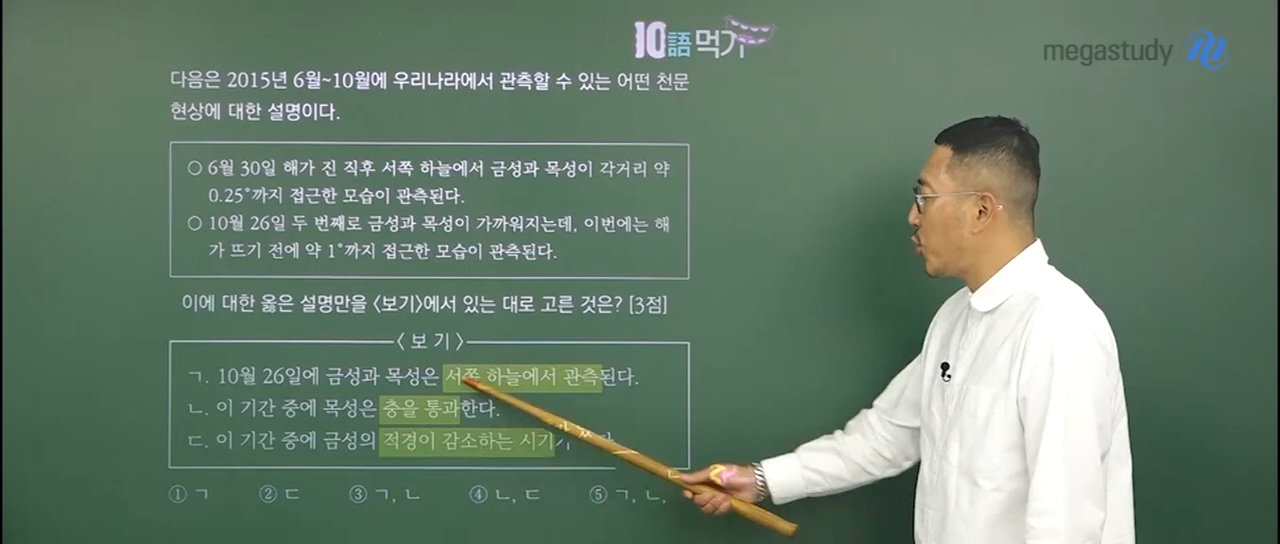 10語먹기
megastudy
다음은 2015년 6월~10월에 우리나라에서 관측할 수 있는 어떤 천문
현상에 대한 설명이다.
○ 6월 30일 해가 진 직후 서쪽 하늘에서 금성과 목성이 각거리 약
0.25°까지 접근한 모습이 관측된다.
○ 10월 26일 두 번째로 금성과 목성이 가까워지는데, 이번에는 해
가 뜨기 전에 약 1°까지 접근한 모습이 관측된다.
이에 대한 옳은 설명만을 <보기>에서 있는 대로 고른 것은? [3점]
<보 기>
ㄱ. 10월 26일에 금성과 목성은 서쪽 하늘에서 관측된다.
ㄴ. 이 기간 중에 목성은 충을 통과한다.
ㄷ. 이 기간 중에 금성의 적경이 감소하는 시기가
① ㄱ ② ㄷ ③ ㄱ, ㄴ ④ ㄴ, ㄷ ⑤ ㄱ, ㄴ,